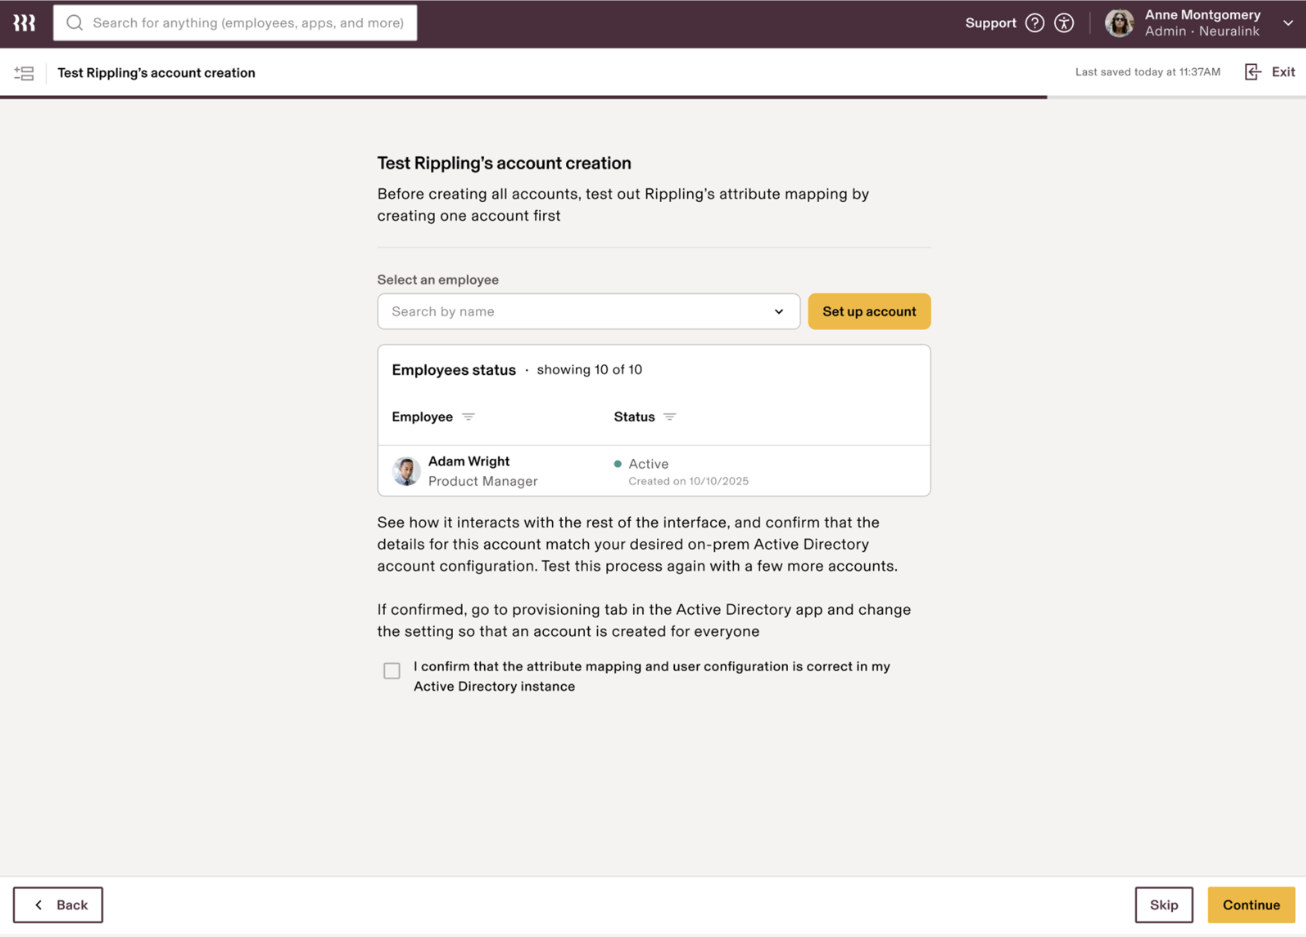 Search for anything (employees, apps, and more)
Support
Anne Montgomery
Admin · Neuralink
Test Rippling's account creation
Last saved today at 11:37AM
Exit
Test Rippling's account creation
Before creating all accounts, test out Rippling's attribute mapping by
creating one account first
Select an employee
Search by name
Set up account
Employees status · showing 10 of 10
Employee
Status
Adam Wright
Product Manager
Active
Created on 10/10/2025
See how it interacts with the rest of the interface, and confirm that the
details for this account match your desired on-prem Active Directory
account configuration. Test this process again with a few more accounts.
If confirmed, go to provisioning tab in the Active Directory app and change
the setting so that an account is created for everyone
I confirm that the attribute mapping and user configuration is correct in my
Active Directory instance
Back
Skip
Continue